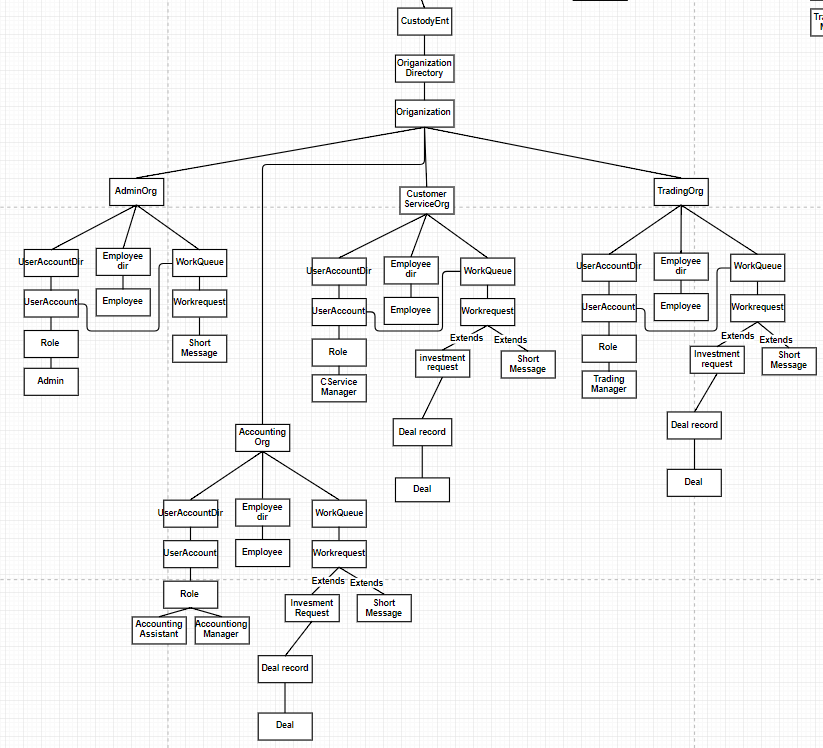 CustodyEnt
Origanization
Directory
Origanization
AdminOrg
Customer
ServiceOrg
TradingOrg
UserAccountDir
Employee
dir
WorkQueue
UserAccount
Employee
Workrequest
Role
Short
Message
Admin
UserAccountDir
Employee
dir
WorkQueue
UserAccount
Employee
Workrequest
Extends
Extends
Role
investment
request
Short
Message
CService
Manager
Deal record
Deal
UserAccountDir
Employee
dir
WorkQueue
UserAccount
Employee
Workrequest
Extends
Extends
Role
Investment
request
Short
Message
Trading
Manager
Deal record
Deal
Accounting
Org
UserAccountDir
Employee
dir
WorkQueue
UserAccount
Employee
Workrequest
Extends
Extends
Role
Invesment
Request
Short
Message
Accounting
Assistant
Accountiong
Manager
Deal record
Deal